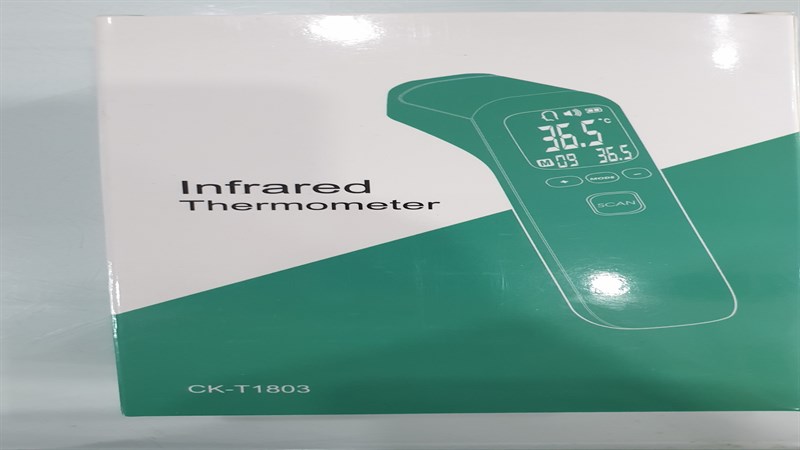 Infrared
Thermometer
36.5 °C
M 09 36.5
+ MODE -
SCAN
CK-T1803